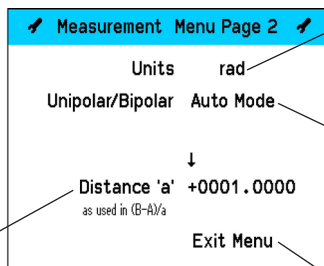 Measurement Menu Page 2
Units rad
Unipolar/Bipolar Auto Mode
↓
Distance 'a' +0001.0000
as used in (B-A)/a
Exit Menu